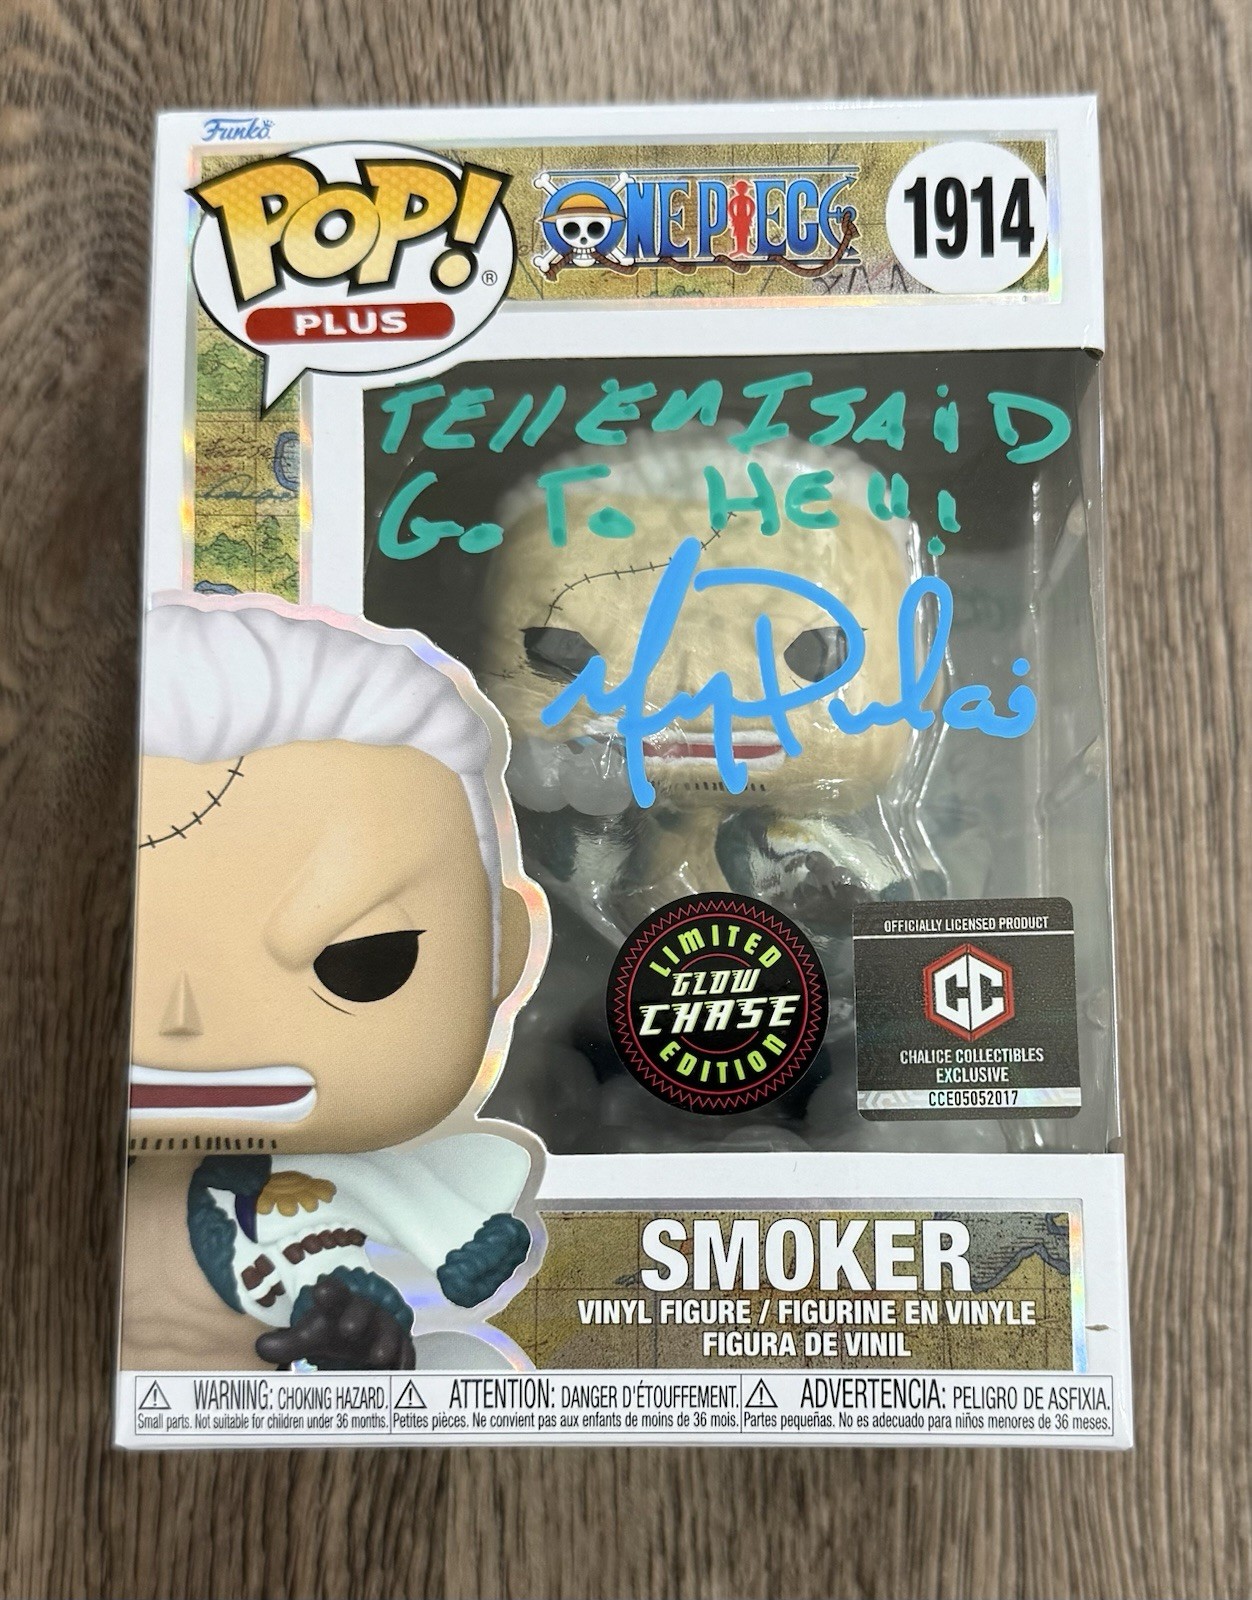 Funko
POP!®
PLUS
ONE PIECE
1914
TEll EM I SAiD
Go To HEll!
LIMITED
GLOW
CHASE
EDITION
OFFICIALLY LICENSED PRODUCT
CC
CHALICE COLLECTIBLES
EXCLUSIVE
CCE05052017
SMOKER
VINYL FIGURE / FIGURINE EN VINYLE
FIGURA DE VINIL
WARNING: CHOKING HAZARD.
Small parts. Not suitable for children under 36 months.
ATTENTION: DANGER D'ÉTOUFFEMENT.
Petites pièces. Ne convient pas aux enfants de moins de 36 mois.
ADVERTENCIA: PELIGRO DE ASFIXIA.
Partes pequeñas. No es adecuado para niños menores de 36 meses.